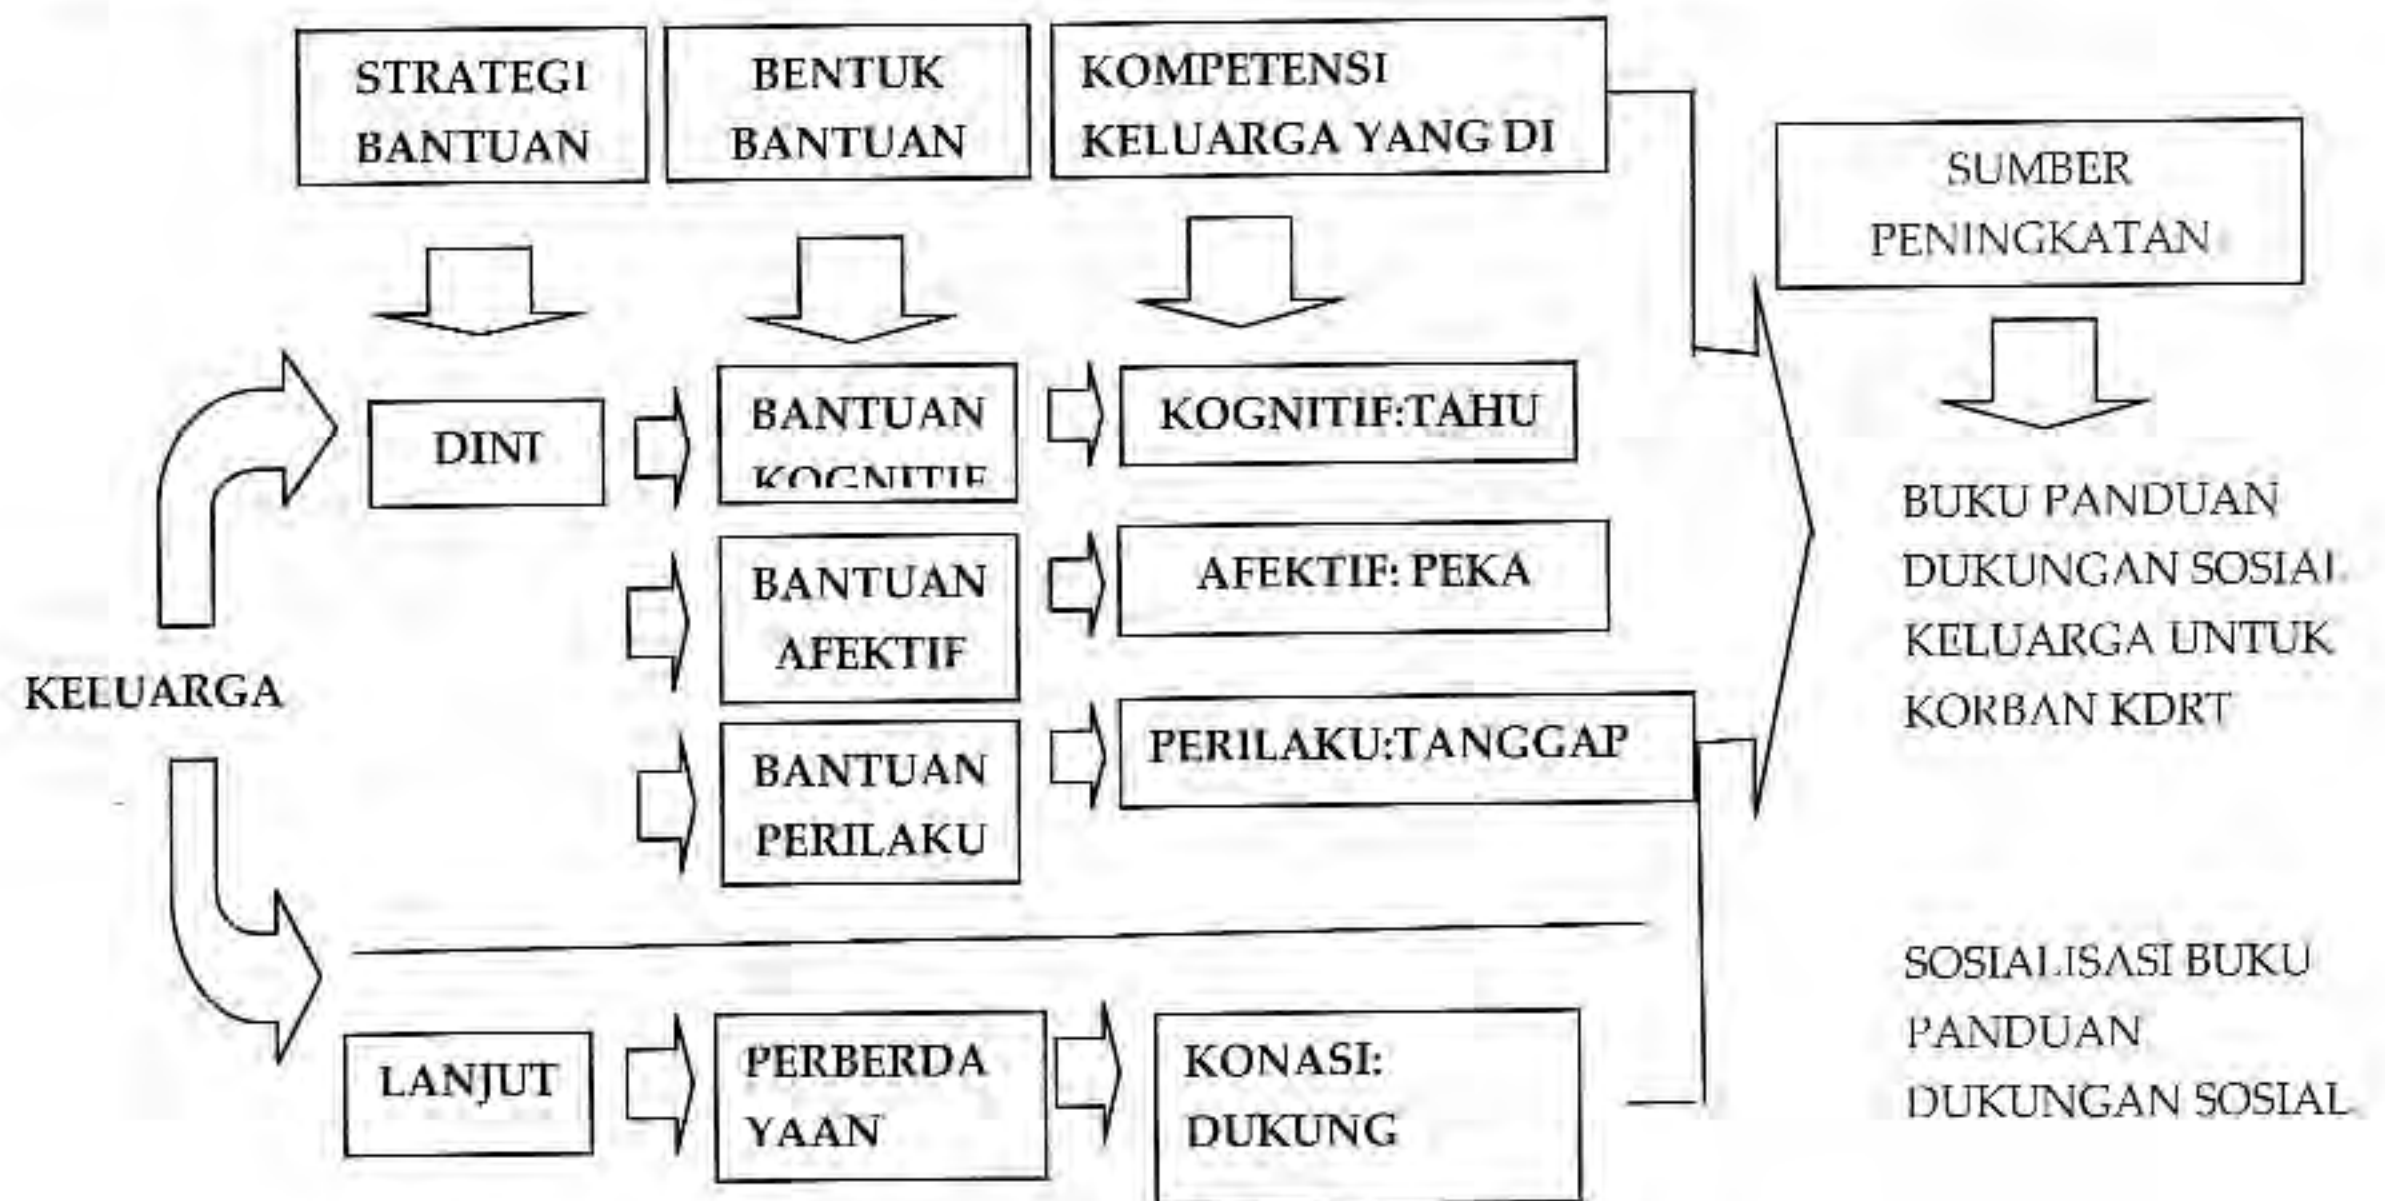 STRATEGI
BANTUAN
BENTUK
BANTUAN
KOMPETENSI
KELUARGA YANG DI
SUMBER
PENINGKATAN
DINI
BANTUAN
KOGNITIF
KOGNITIF:TAHU
BANTUAN
AFEKTIF
AFEKTIF: PEKA
BANTUAN
PERILAKU
PERILAKU:TANGGAP
KELUARGA
LANJUT
PERBERDA
YAAN
KONASI:
DUKUNG
BUKU PANDUAN
DUKUNGAN SOSIAL
KELUARGA UNTUK
KORBAN KDRT
SOSIALISASI BUKU
PANDUAN
DUKUNGAN SOSIAL